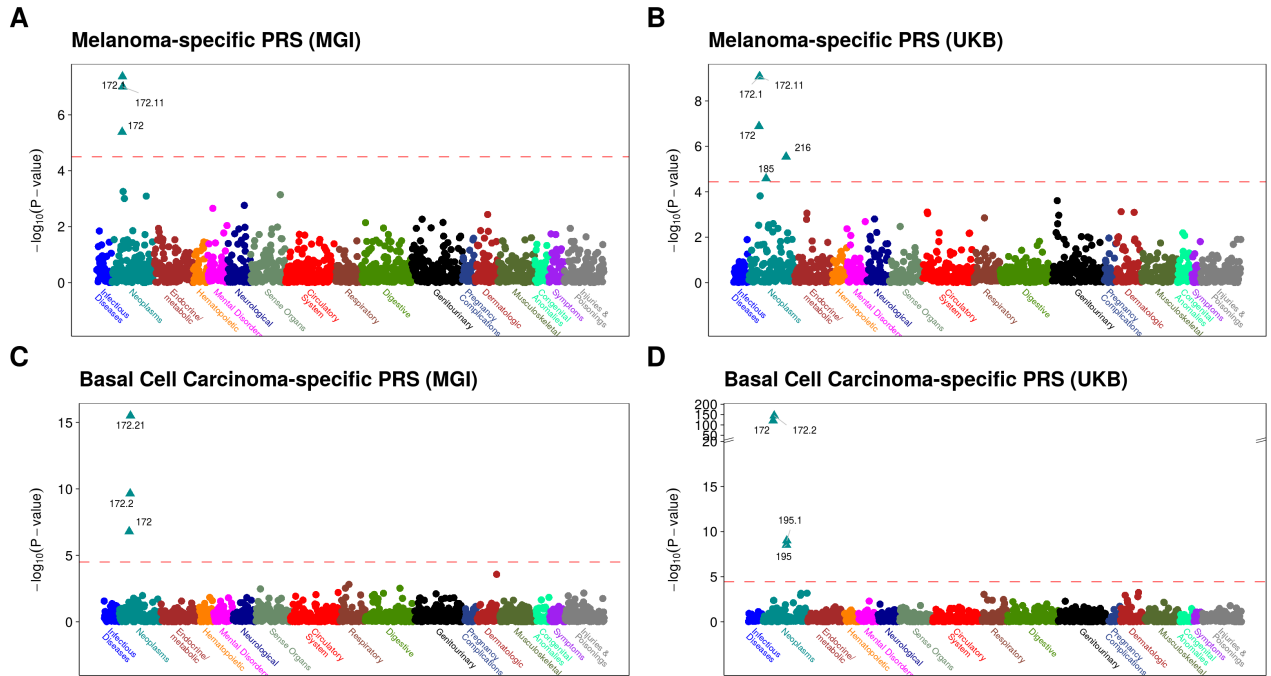 A
Melanoma-specific PRS (MGI)
−log10(P−value)
6
4
2
0
172.1
172.11
172
Infectious Diseases
Neoplasms
Endocrine/ metabolic
Hematopoietic
Mental Disorders
Neurological
Sense Organs
Circulatory System
Respiratory
Digestive
Genitourinary
Pregnancy Complications
Dermatologic
Musculoskeletal
Congenital Anomalies
Symptoms
Injuries & Poisonings
B
Melanoma-specific PRS (UKB)
−log10(P−value)
8
6
4
2
0
172.1
172.11
172
216
185
Infectious Diseases
Neoplasms
Endocrine/ metabolic
Hematopoietic
Mental Disorders
Neurological
Sense Organs
Circulatory System
Respiratory
Digestive
Genitourinary
Pregnancy Complications
Dermatologic
Musculoskeletal
Congenital Anomalies
Symptoms
Injuries & Poisonings
C
Basal Cell Carcinoma-specific PRS (MGI)
−log10(P−value)
15
10
5
0
172.21
172.2
172
Infectious Diseases
Neoplasms
Endocrine/ metabolic
Hematopoietic
Mental Disorders
Neurological
Sense Organs
Circulatory System
Respiratory
Digestive
Genitourinary
Pregnancy Complications
Dermatologic
Musculoskeletal
Congenital Anomalies
Symptoms
Injuries & Poisonings
D
Basal Cell Carcinoma-specific PRS (UKB)
−log10(P−value)
200
150
100
50
20
15
10
5
0
172
172.2
195.1
195
Infectious Diseases
Neoplasms
Endocrine/ metabolic
Hematopoietic
Mental Disorders
Neurological
Sense Organs
Circulatory System
Respiratory
Digestive
Genitourinary
Pregnancy Complications
Dermatologic
Musculoskeletal
Congenital Anomalies
Symptoms
Injuries & Poisonings